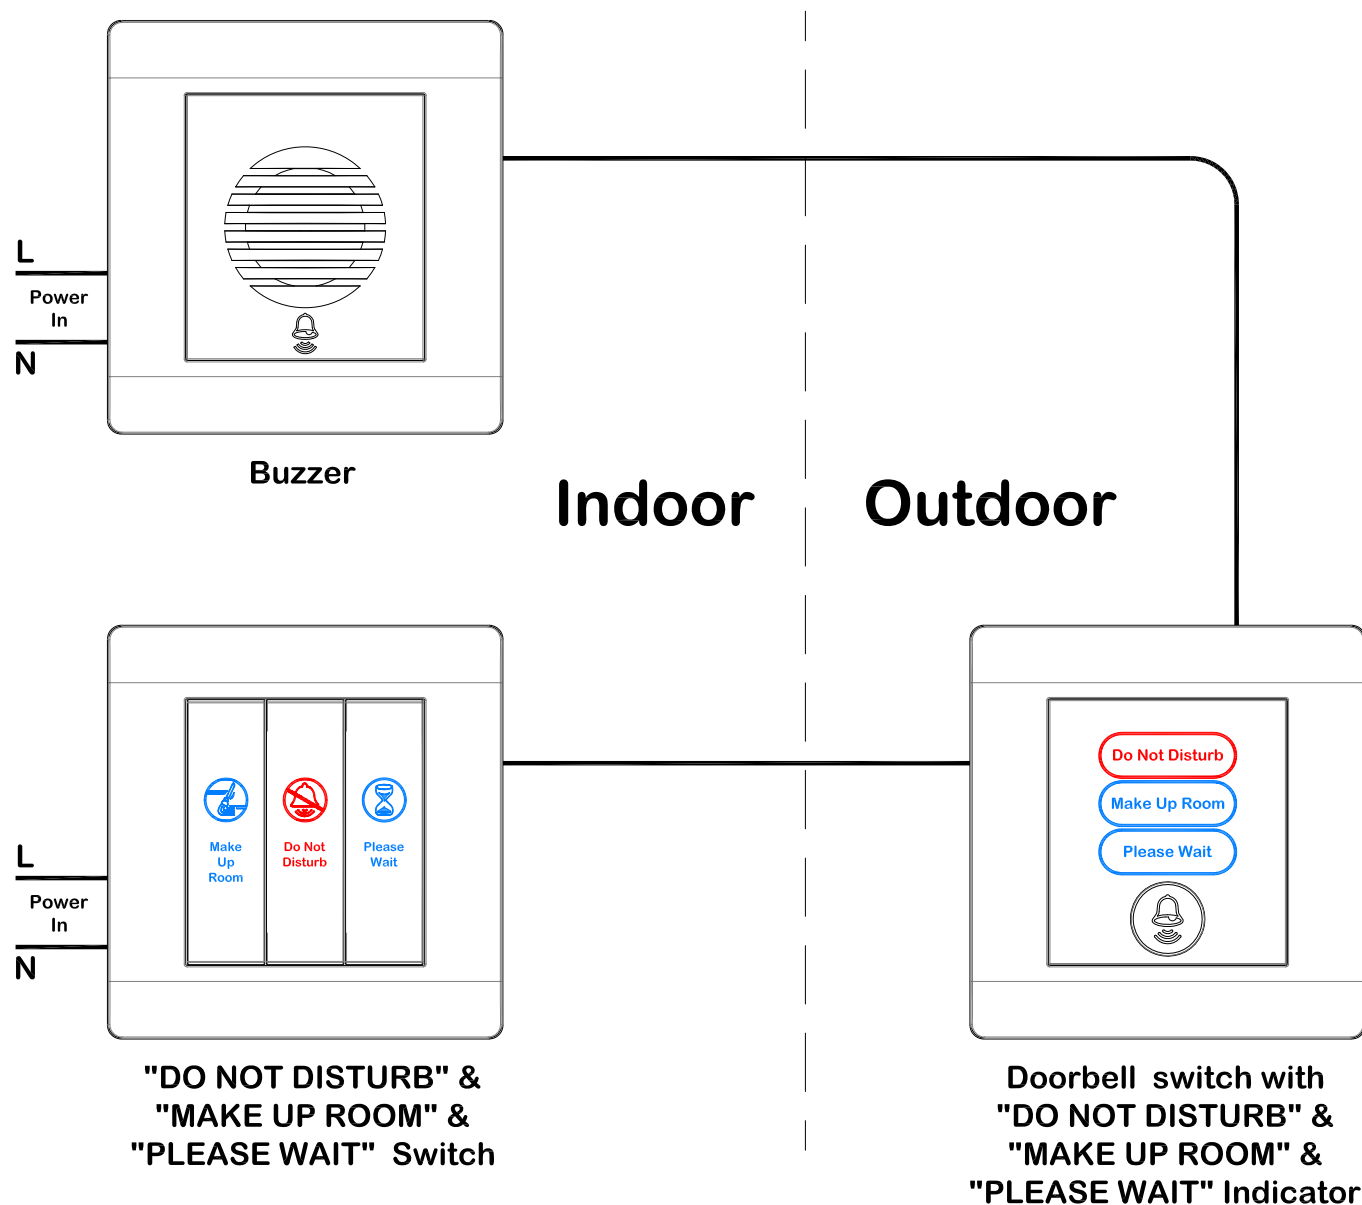 L
Power
In
N
Buzzer
Indoor
Outdoor
L
Power
In
N
Make
Up
Room
Do Not
Disturb
Please
Wait
Do Not Disturb
Make Up Room
Please Wait
"DO NOT DISTURB" &
"MAKE UP ROOM" &
"PLEASE WAIT" Switch
Doorbell switch with
"DO NOT DISTURB" &
"MAKE UP ROOM" &
"PLEASE WAIT" Indicator